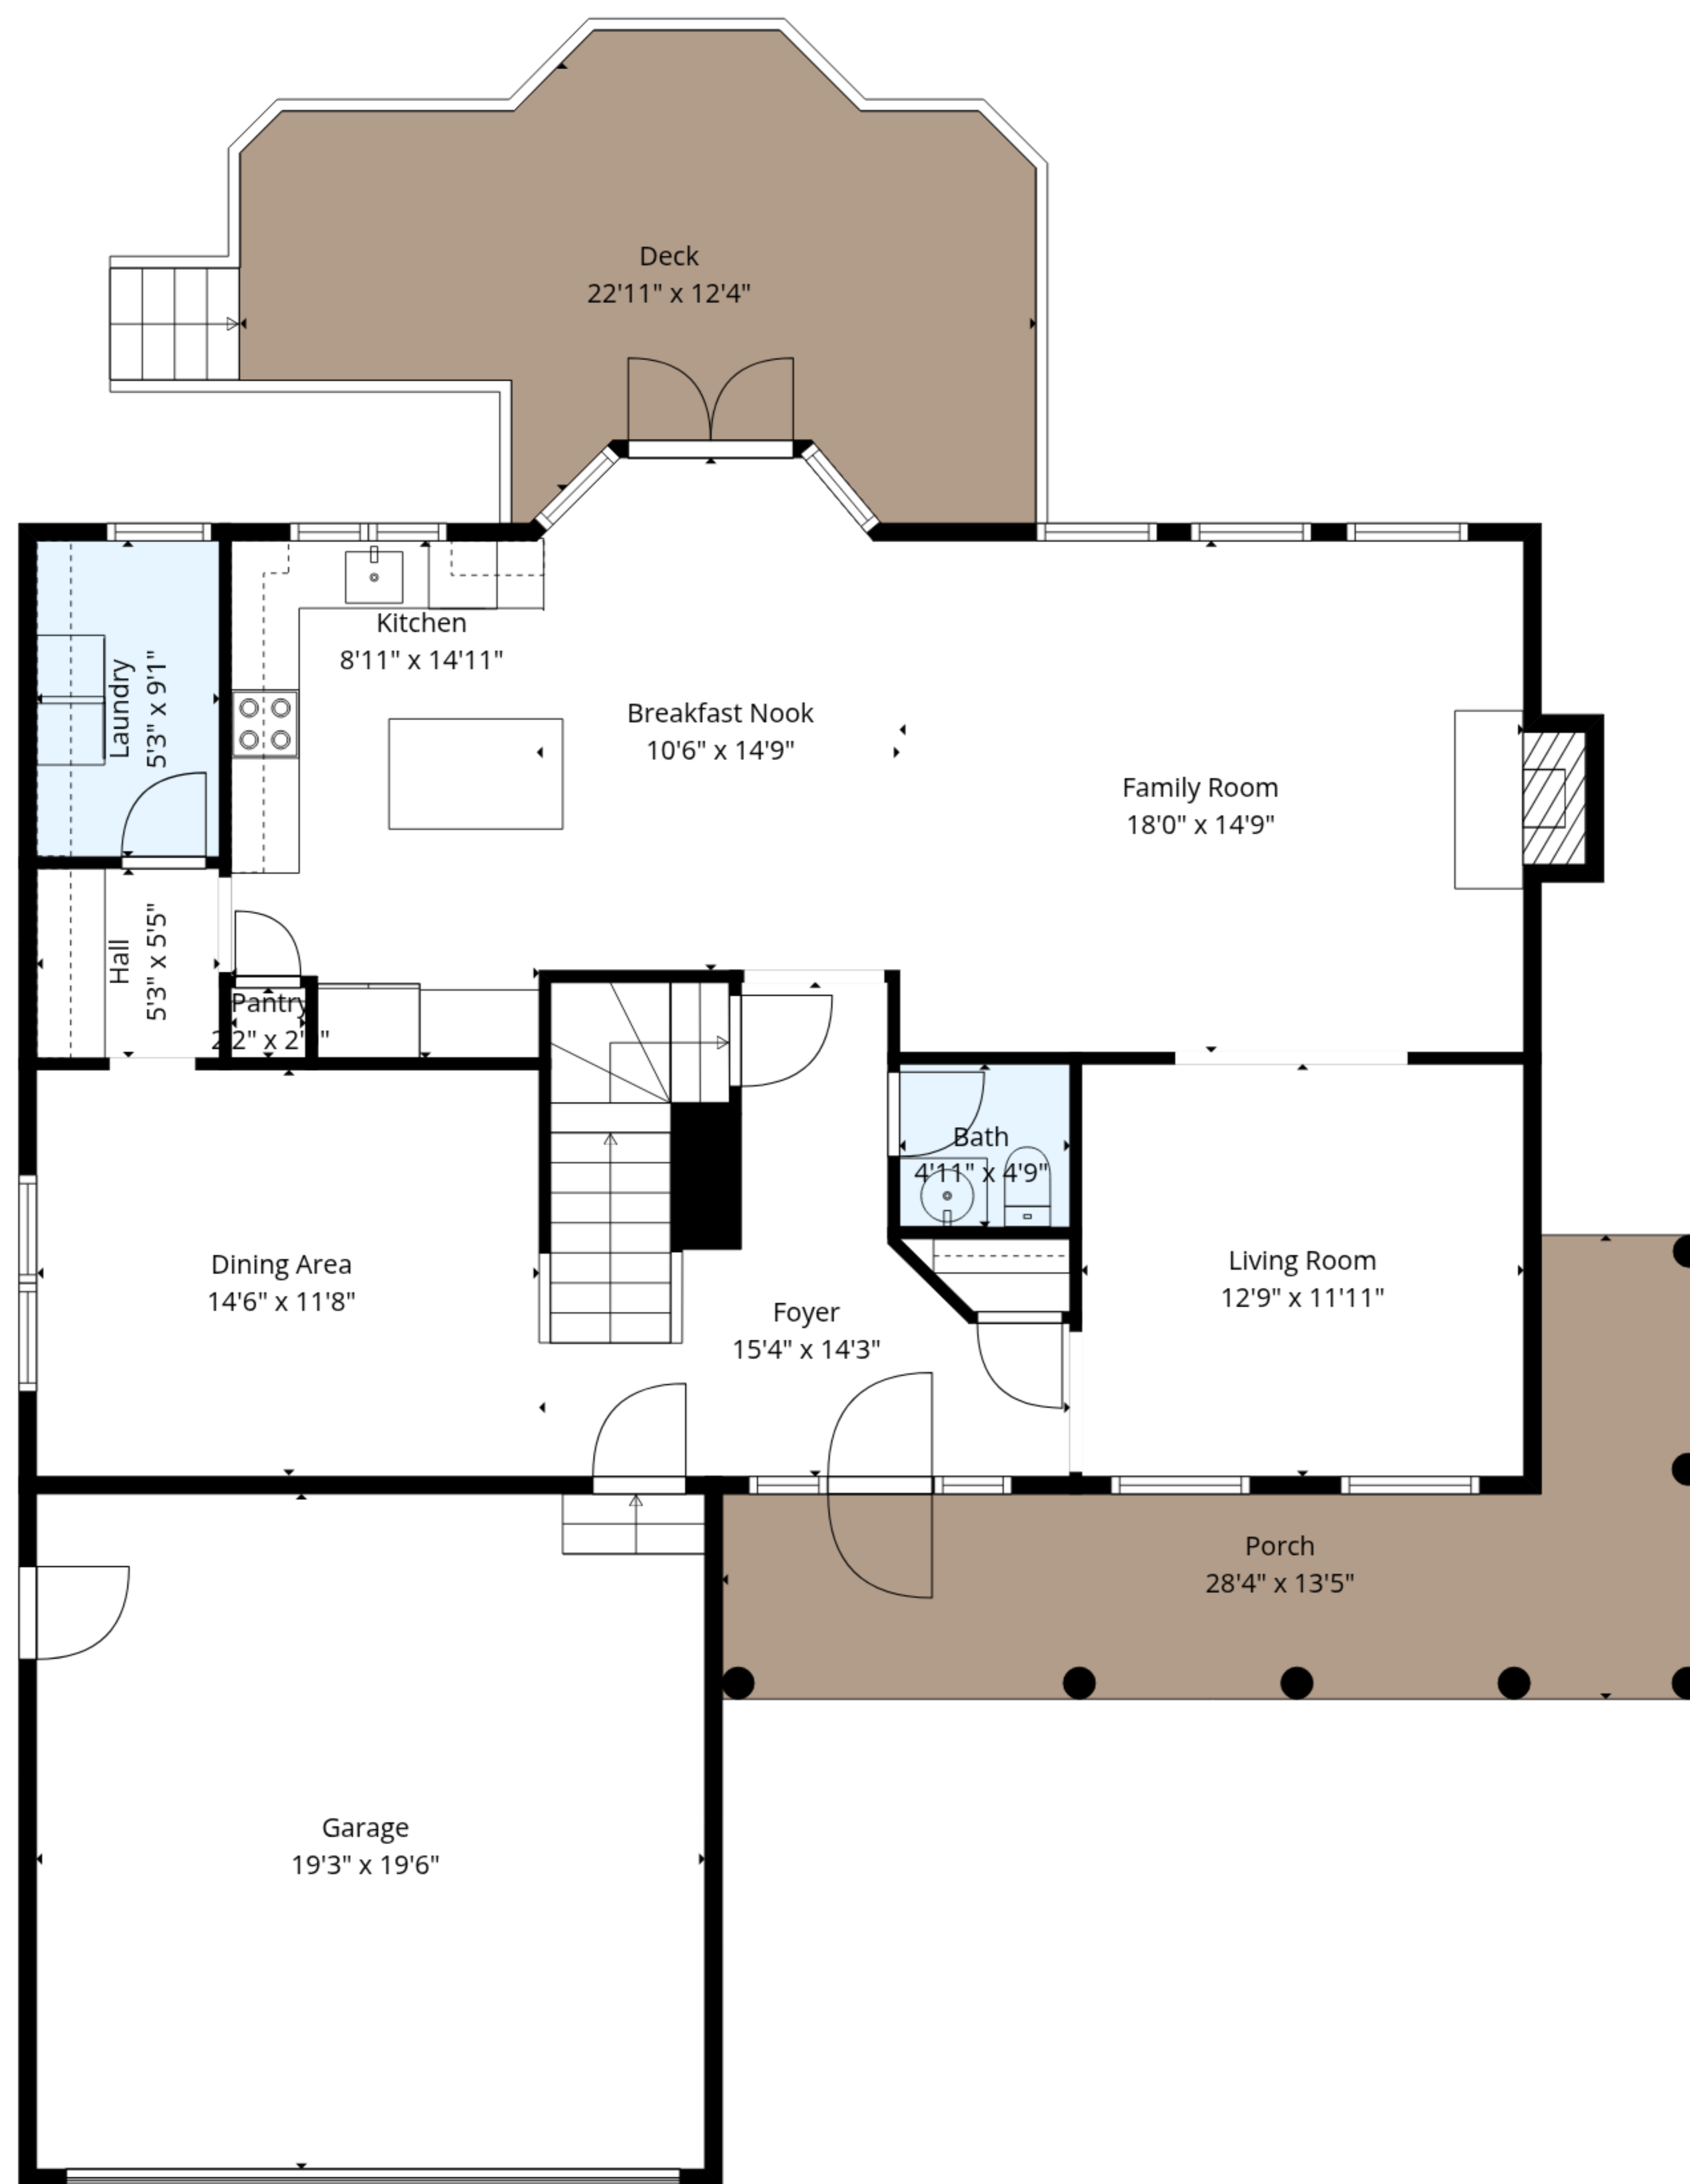 Deck
22'11" x 12'4"
Kitchen
8'11" x 14'11"
Laundry
5'3" x 9'1"
Breakfast Nook
10'6" x 14'9"
Family Room
18'0" x 14'9"
Hall
5'3" x 5'5"
Pantry
Bath
4'11" x 4'9"
Dining Area
14'6" x 11'8"
Living Room
12'9" x 11'11"
Foyer
15'4" x 14'3"
Porch
28'4" x 13'5"
Garage
19'3" x 19'6"